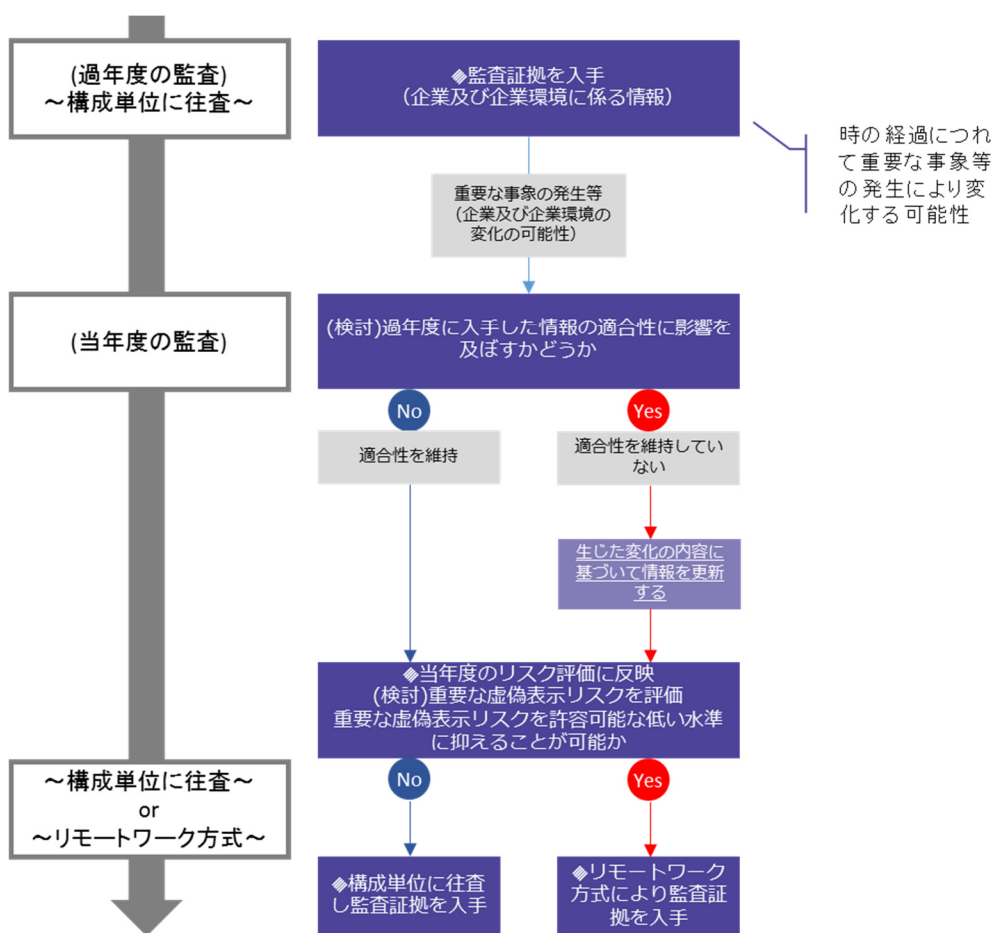 (過年度の監査)
～構成単位に往査～
◆監査証拠を入手
（企業及び企業環境に係る情報）
時の経過につれ
て重要な事象等
の発生により変
化する可能性
重要な事象の発生等
（企業及び企業環境の
変化の可能性）
(当年度の監査)
(検討)過年度に入手した情報の適合性に影響を
及ぼすかどうか
No
Yes
適合性を維持
適合性を維持してい
ない
生じた変化の内容に
基づいて情報を更新
する
◆当年度のリスク評価に反映
(検討)重要な虚偽表示リスクを評価
重要な虚偽表示リスクを許容可能な低い水準
に抑えることが可能か
～構成単位に往査～
or
～リモートワーク方式～
No
Yes
◆構成単位に往査
し監査証拠を入手
◆リモートワーク
方式により監査証
拠を入手